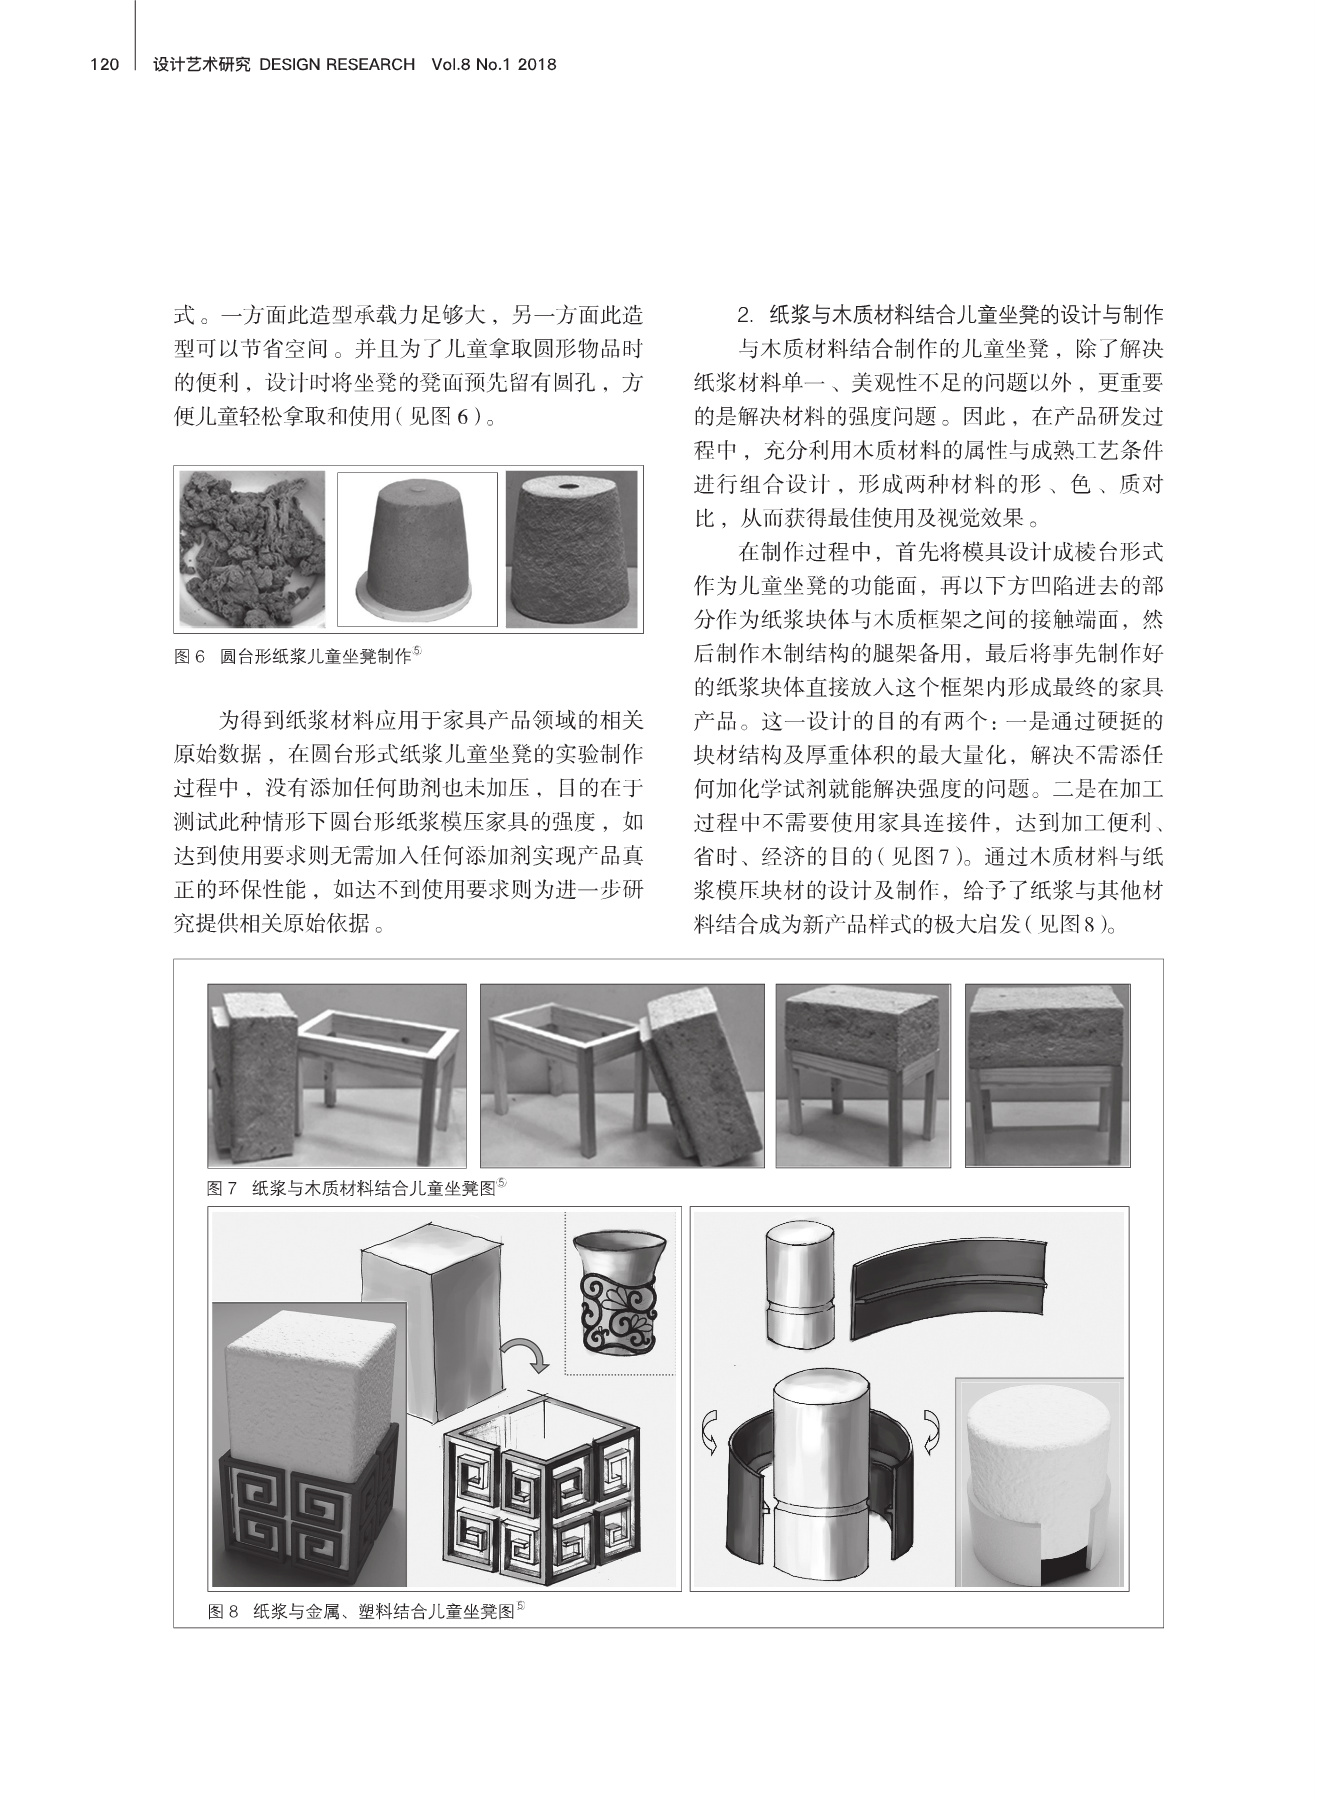 120 设计艺术研究 DESIGN RESEARCH Vol.8 No.1 2018
式。一方面此造型承载力足够大，另一方面此造
型可以节省空间。并且为了儿童拿取圆形物品时
的便利，设计时将坐凳的凳面预先留有圆孔，方
便儿童轻松拿取和使用（见图 6）。
图 6 圆台形纸浆儿童坐凳制作⑤
为得到纸浆材料应用于家具产品领域的相关
原始数据，在圆台形式纸浆儿童坐凳的实验制作
过程中，没有添加任何助剂也未加压，目的在于
测试此种情形下圆台形纸浆模压家具的强度，如
达到使用要求则无需加入任何添加剂实现产品真
正的环保性能，如达不到使用要求则为进一步研
究提供相关原始依据。
2. 纸浆与木质材料结合儿童坐凳的设计与制作
与木质材料结合制作的儿童坐凳，除了解决
纸浆材料单一、美观性不足的问题以外，更重要
的是解决材料的强度问题。因此，在产品研发过
程中，充分利用木质材料的属性与成熟工艺条件
进行组合设计，形成两种材料的形、色、质对
比，从而获得最佳使用及视觉效果。
在制作过程中，首先将模具设计成棱台形式
作为儿童坐凳的功能面，再以下方凹陷进去的部
分作为纸浆块体与木质框架之间的接触端面，然
后制作木制结构的腿架备用，最后将事先制作好
的纸浆块体直接放入这个框架内形成最终的家具
产品。这一设计的目的有两个：一是通过硬挺的
块材结构及厚重体积的最大量化，解决不需添任
何加化学试剂就能解决强度的问题。二是在加工
过程中不需要使用家具连接件，达到加工便利、
省时、经济的目的（见图7）。通过木质材料与纸
浆模压块材的设计及制作，给予了纸浆与其他材
料结合成为新产品样式的极大启发（见图8）。
图 7 纸浆与木质材料结合儿童坐凳图⑤
图 8 纸浆与金属、塑料结合儿童坐凳图⑤